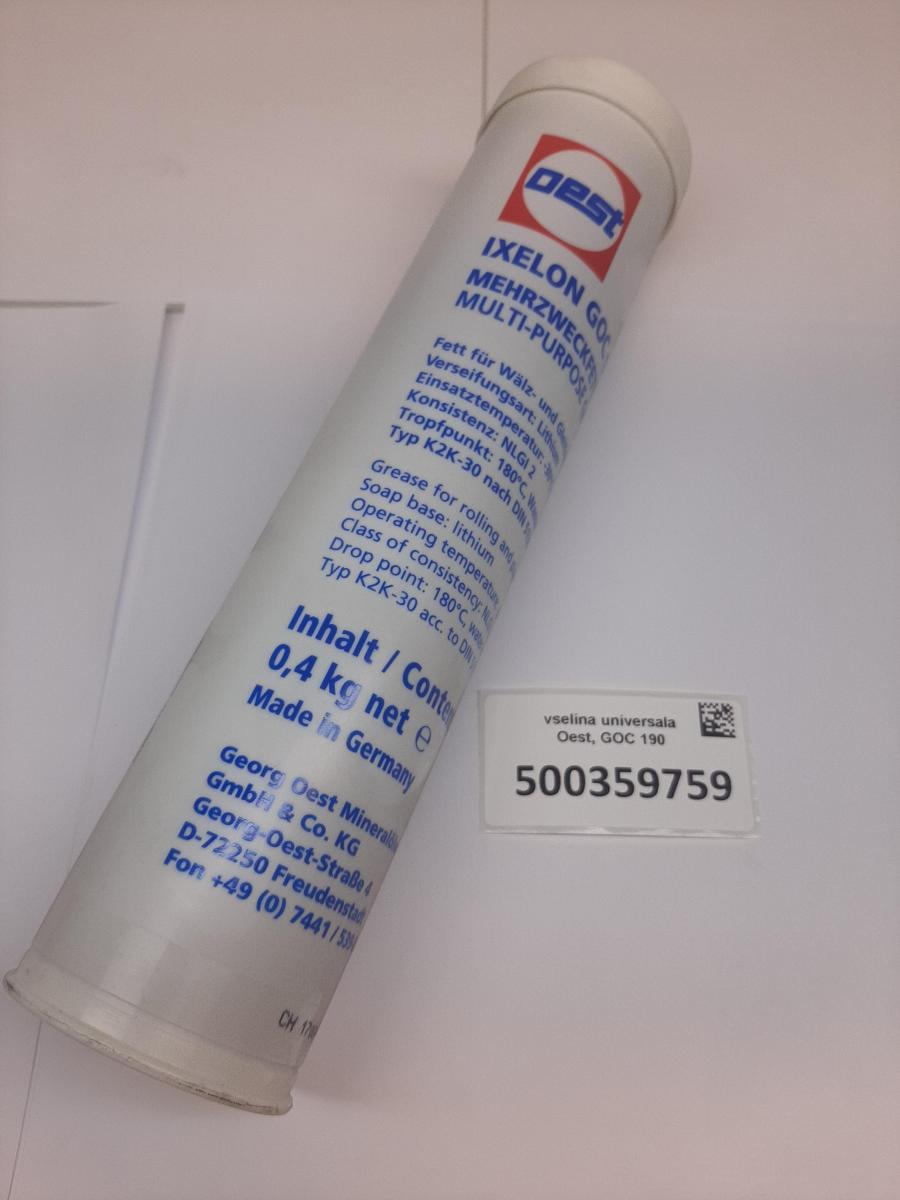 oest
IXELON GOC
MEHRZWECKFE
MULTI-PURPOSE
Fett für Wälz- und
Verseifungsart: Lithium
Einsatztemperatur:
Konsistenz: NLGI 2
Tropfpunkt: 180°C,
Typ K2K-30 nach DIN
Grease for rolling and
Soap base: lithium
Operating temperature
Class of consistency:
Drop point: 180°C,
Typ K2K-30 acc. to DIN
Inhalt / Conten
0,4 kg net ℮
Made in Germany
Georg Oest Mineralöl
GmbH & Co. KG
Georg-Oest-Straße 4
D-72250 Freudenstadt
Fon +49 (0) 7441 / 539
CH
vselina universala
Oest, GOC 190
500359759